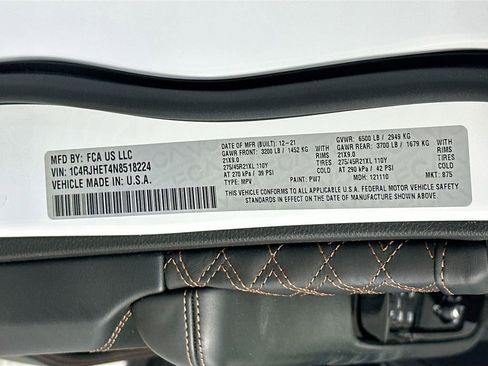 MFD BY: FCA US LLC
VIN: 1C4RJHET4N8518224
VEHICLE MADE IN: U.S.A.
DATE OF MFR (BUILT): 12-21
GAWR FRONT: 3200 LB / 1452 KG
21X9.0 RIMS
275/45R21XL 110Y TIRES
AT 270 kPa / 39 PSI COLD
TYPE: MPV PAINT: PW7
GVWR: 6500 LB / 2949 KG
GAWR REAR: 3700 LB / 1679 KG
21X9.0 RIMS
275/45R21XL 110Y TIRES
AT 290 kPa / 42 PSI COLD
MDH: 121110 MKT: 875
THIS VEHICLE CONFORMS TO ALL APPLICABLE U.S.A. FEDERAL MOTOR VEHICLE SAFETY
STANDARDS IN EFFECT ON THE DATE OF MANUFACTURE SHOWN ABOVE.